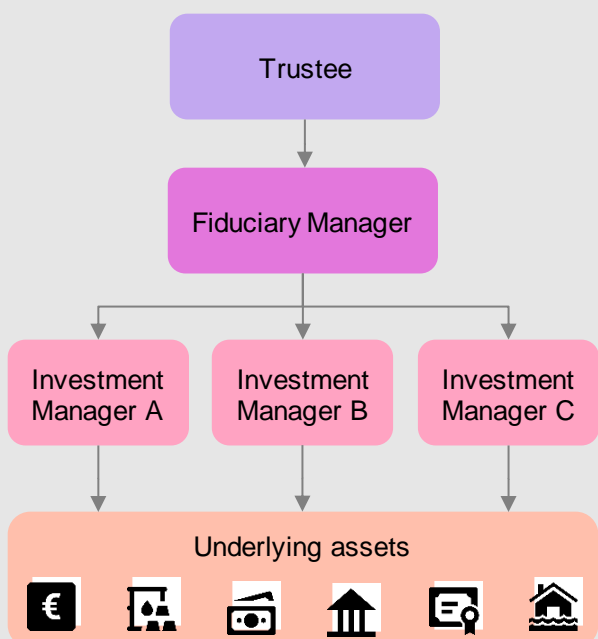 Trustee
Fiduciary Manager
Investment
Manager A
Investment
Manager B
Investment
Manager C
Underlying assets
€